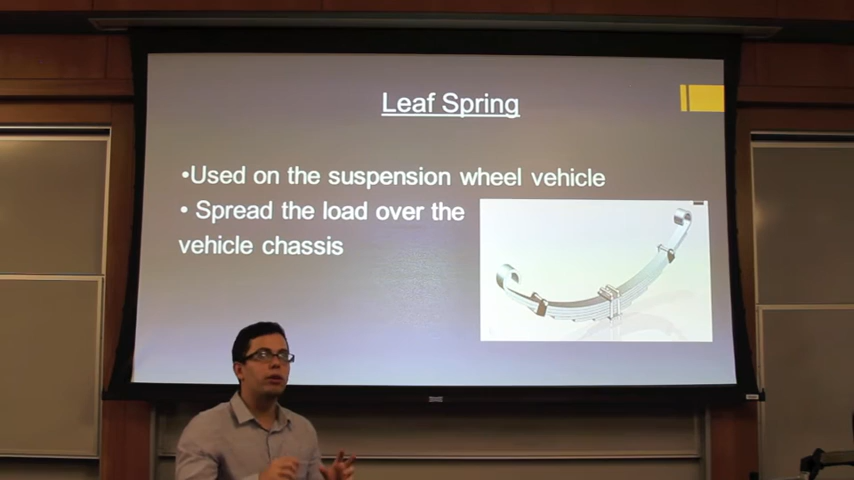 Leaf Spring
•Used on the suspension wheel vehicle
• Spread the load over the
vehicle chassis